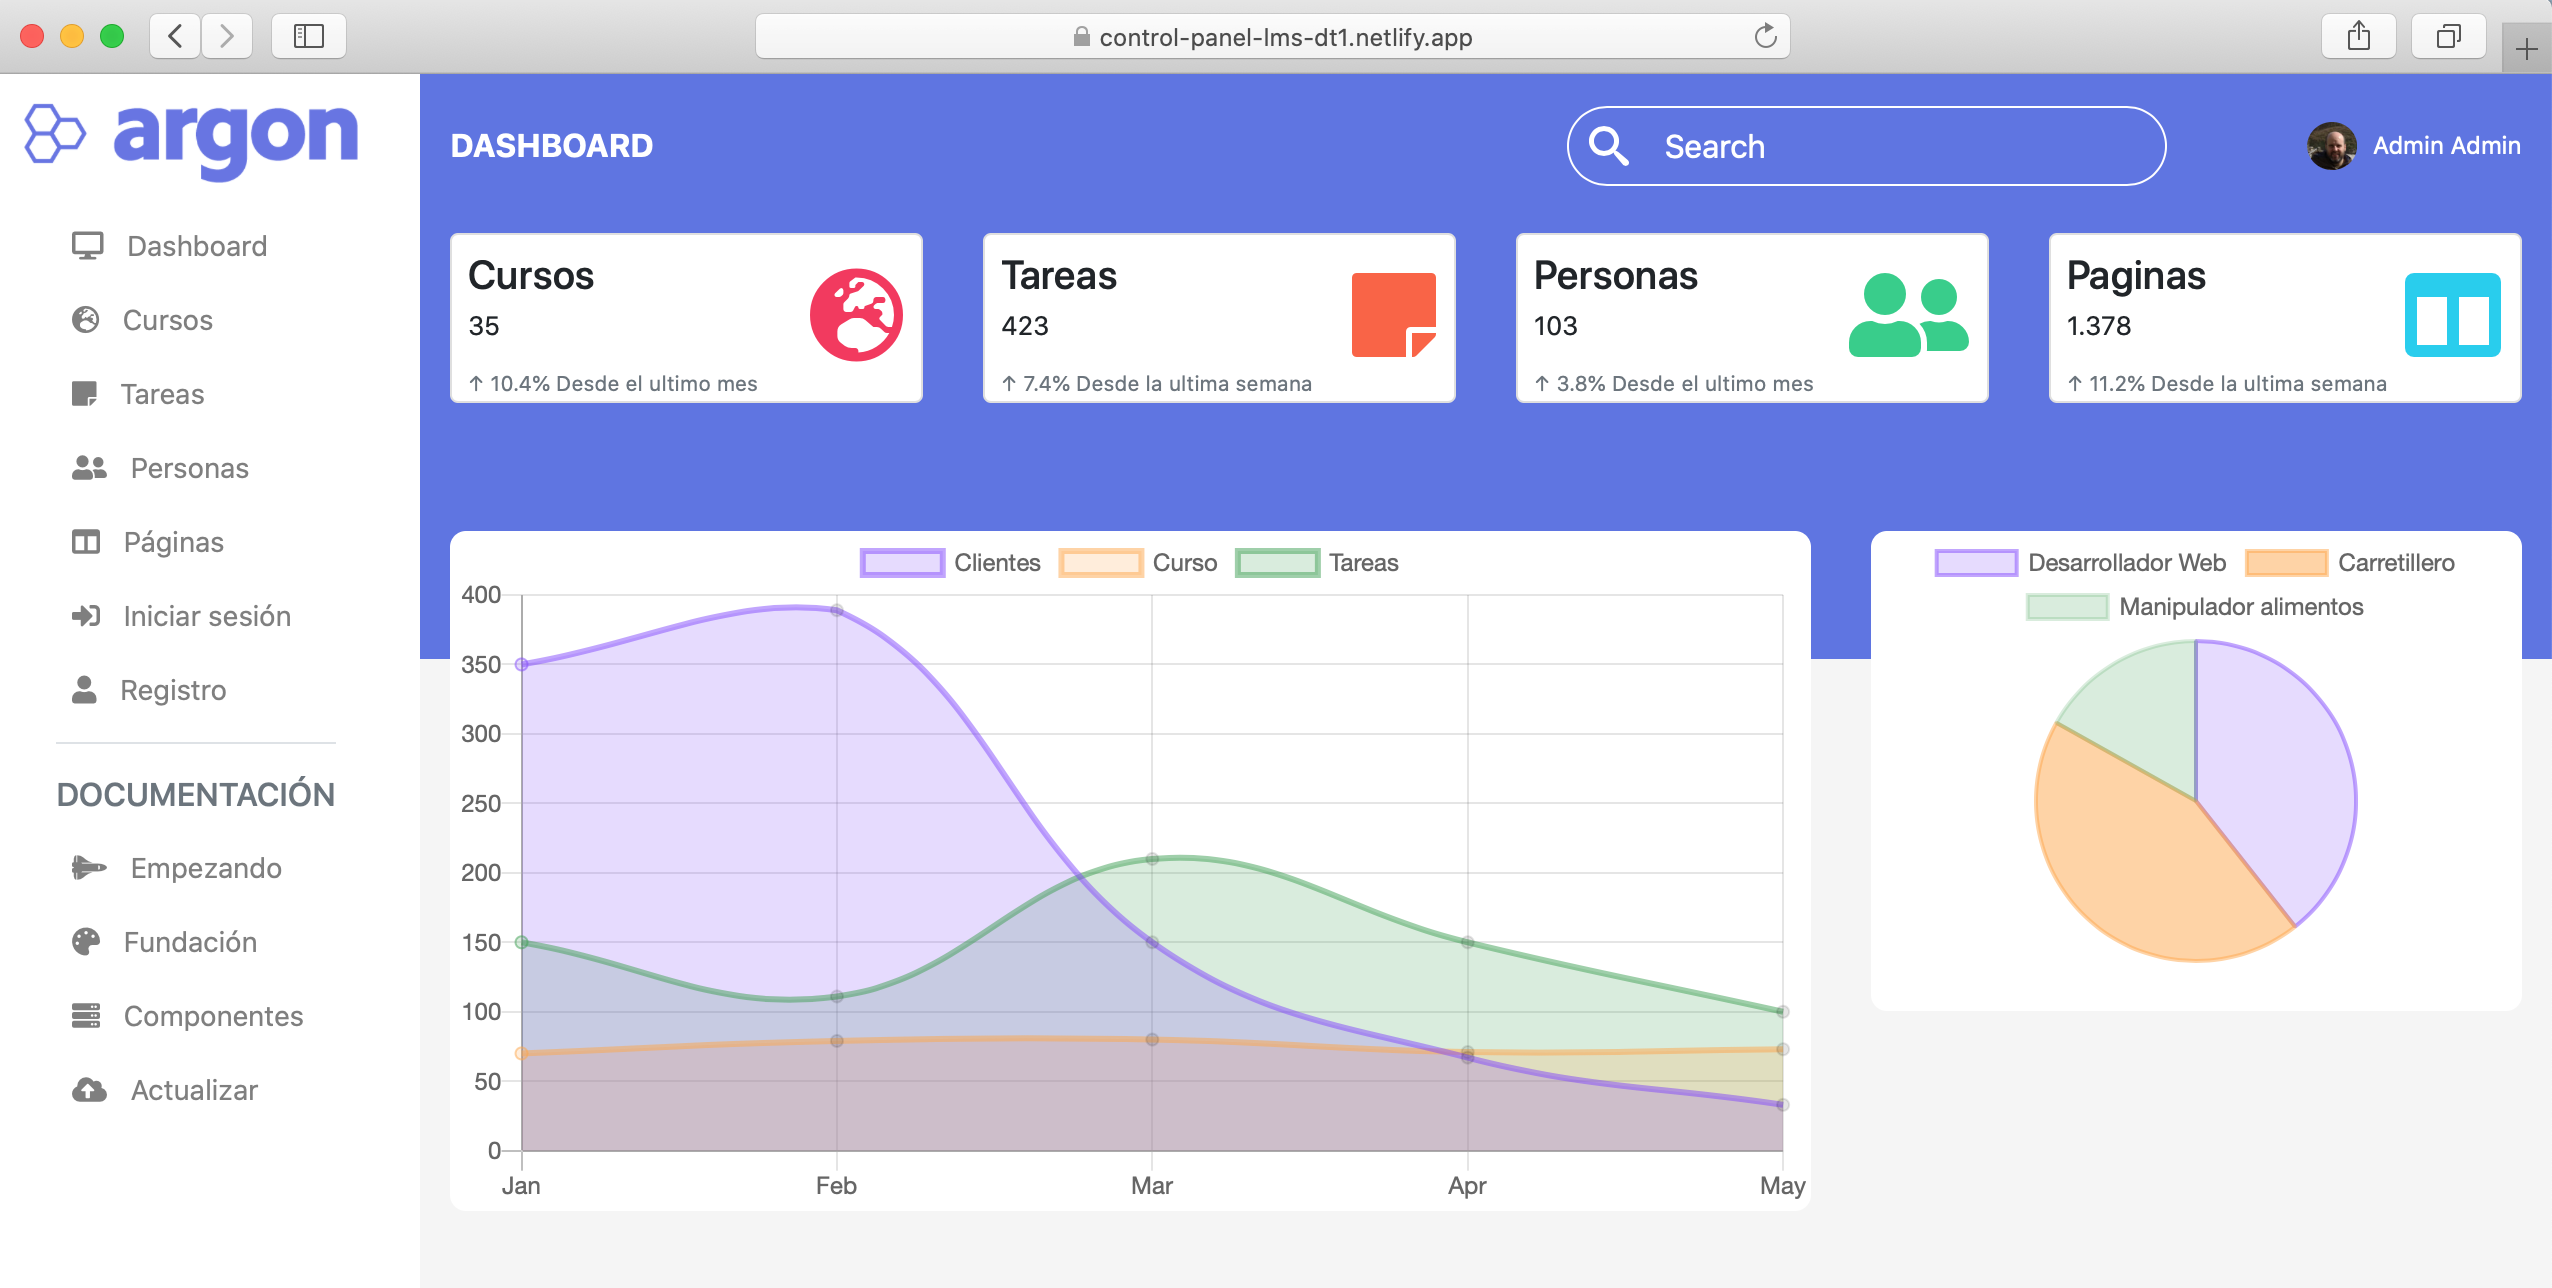 control-panel-lms-dt1.netlify.app
argon
Dashboard
Cursos
Tareas
Personas
Páginas
Iniciar sesión
Registro
DOCUMENTACIÓN
Empezando
Fundación
Componentes
Actualizar
DASHBOARD
Search
Admin Admin
Cursos
35
↑ 10.4% Desde el ultimo mes
Tareas
423
↑ 7.4% Desde la ultima semana
Personas
103
↑ 3.8% Desde el ultimo mes
Paginas
1.378
↑ 11.2% Desde la ultima semana
Clientes Curso Tareas
400
350
300
250
200
150
100
50
0
Jan Feb Mar Apr May
Desarrollador Web Carretillero
Manipulador alimentos